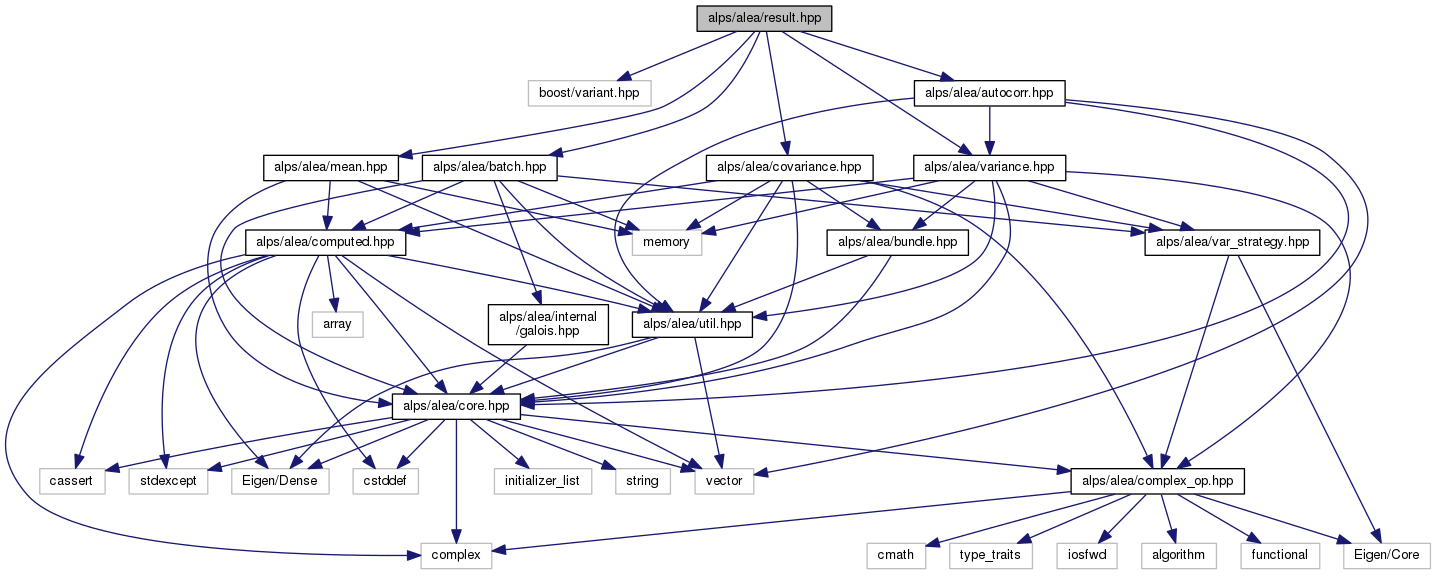 alps/alea/result.hpp
boost/variant.hpp
alps/alea/autocorr.hpp
alps/alea/mean.hpp
alps/alea/batch.hpp
alps/alea/covariance.hpp
alps/alea/variance.hpp
alps/alea/computed.hpp
memory
alps/alea/bundle.hpp
alps/alea/var_strategy.hpp
array
alps/alea/internal
/galois.hpp
alps/alea/util.hpp
alps/alea/core.hpp
cassert
stdexcept
Eigen/Dense
cstddef
initializer_list
string
vector
alps/alea/complex_op.hpp
complex
cmath
type_traits
iosfwd
algorithm
functional
Eigen/Core